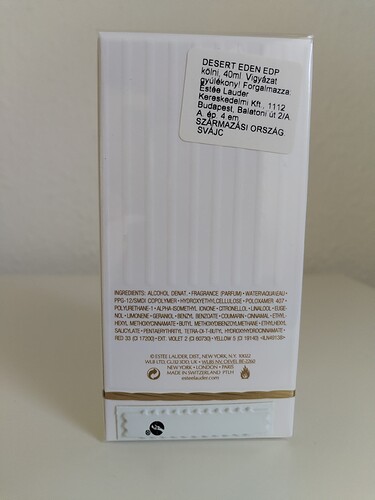 DESERT EDEN EDP
kölni, 40ml Vigyázat
gyúlékony! Forgalmazza:
Estée Lauder
Kereskedelmi Kft., 1112
Budapest, Balatoni út 2/A
A. ép. 4.em
SZÁRMAZÁSI ORSZÁG
SVÁJC
INGREDIENTS: ALCOHOL DENAT. • FRAGRANCE (PARFUM) • WATER\AQUA\EAU •
PPG-12/SMDI COPOLYMER • HYDROXYETHYLCELLULOSE • POLOXAMER 407 •
POLYURETHANE-1 • ALPHA-ISOMETHYL IONONE • CITRONELLOL • LINALOOL • EUGE-
NOL • LIMONENE • GERANIOL • BENZYL BENZOATE • COUMARIN • CINNAMAL • ETHYL-
HEXYL METHOXYCINNAMATE • BUTYL METHOXYDIBENZOYLMETHANE • ETHYLHEXYL
SALICYLATE • PENTAERYTHRITYL TETRA-DI-T-BUTYL HYDROXYHYDROCINNAMATE •
RED 33 (CI 17200) • EXT. VIOLET 2 (CI 60730) • YELLOW 5 (CI 19140)
© ESTÉE LAUDER DIST., NEW YORK, N.Y. 10022
NEW YORK • LONDON • PARIS
MADE IN SWITZERLAND PTLH
esteelauder.com